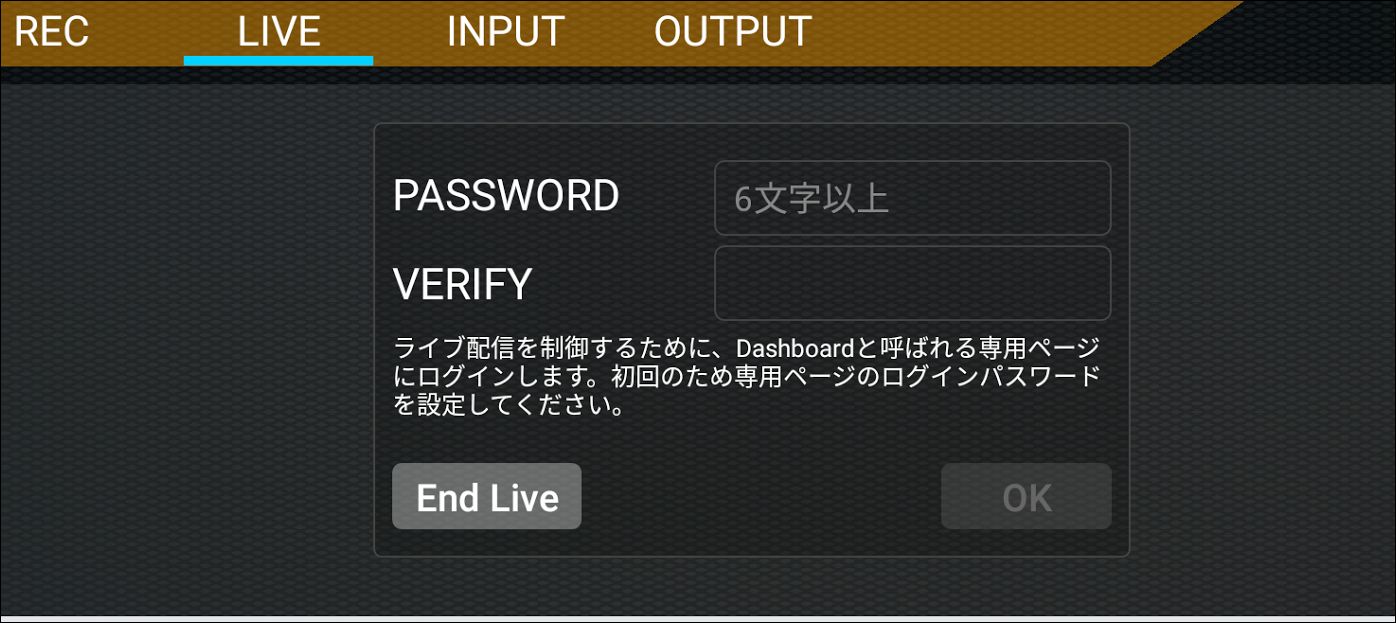 REC LIVE INPUT OUTPUT
PASSWORD 6文字以上
VERIFY
ライブ配信を制御するために、Dashboardと呼ばれる専用ページ
にログインします。初回のため専用ページのログインパスワード
を設定してください。
End Live OK